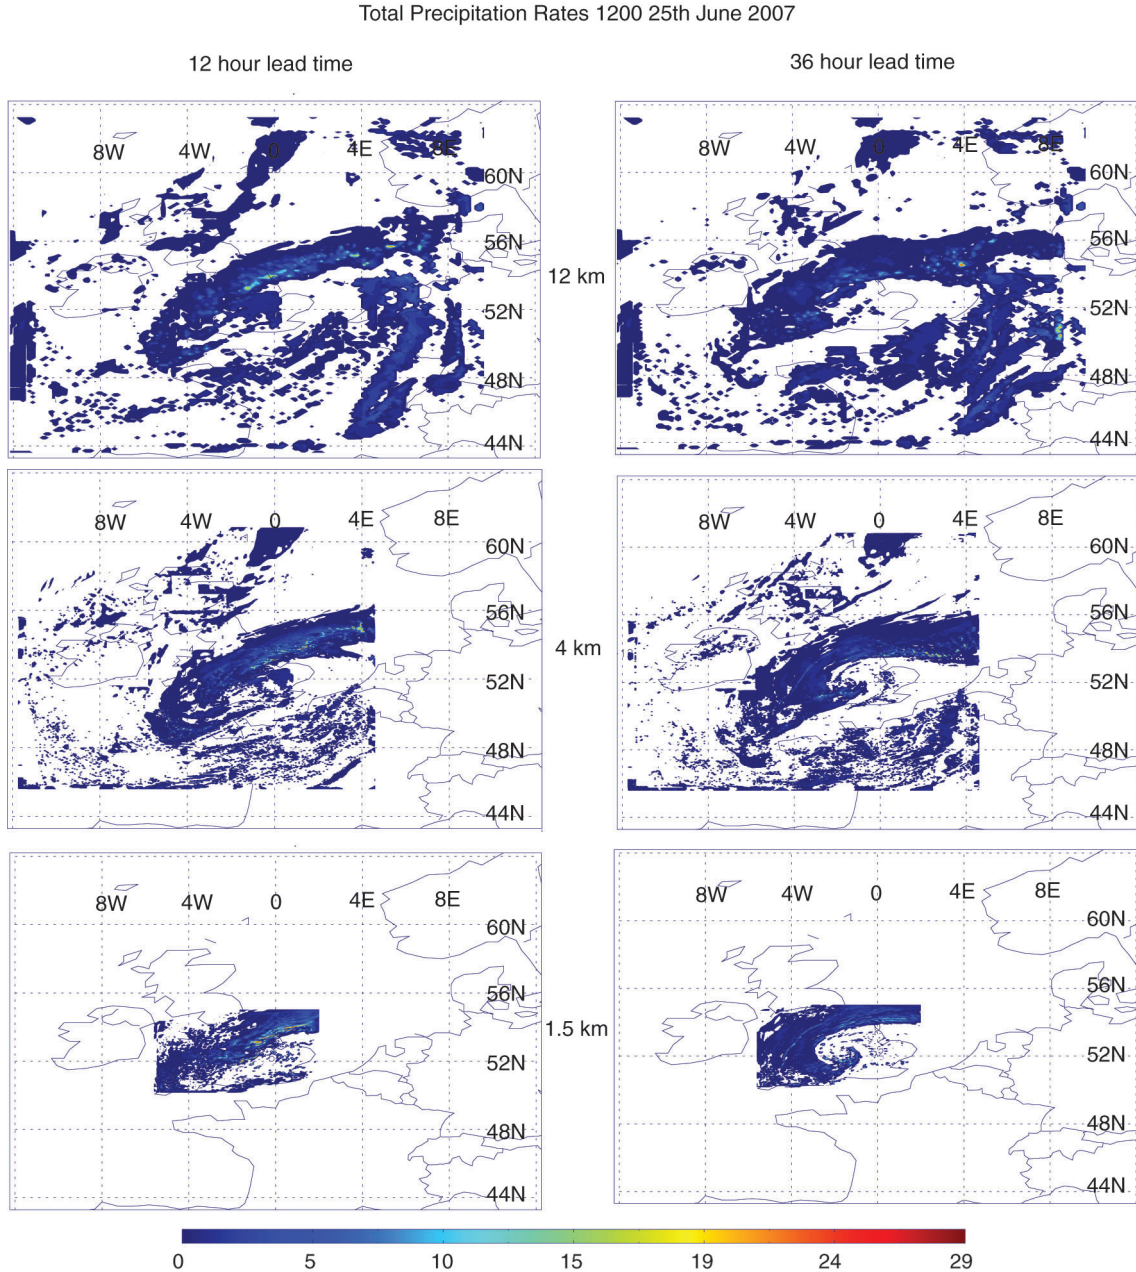 Total Precipitation Rates 1200 25th June 2007
12 hour lead time
36 hour lead time
8W 4W 0 4E 8E
60N
56N
52N
48N
44N
8W 4W 0 4E 8E
60N
56N
52N
48N
44N
12 km
8W 4W 0 4E 8E
60N
56N
52N
48N
44N
8W 4W 0 4E 8E
60N
56N
52N
48N
44N
4 km
8W 4W 0 4E 8E
60N
56N
52N
48N
44N
8W 4W 0 4E 8E
60N
56N
52N
48N
44N
1.5 km
0 5 10 15 19 24 29